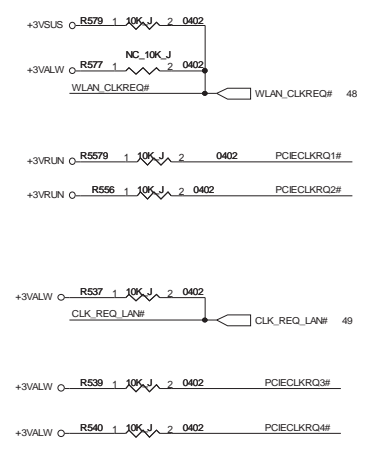 +3VSUS R579 1 10K_J 2 0402
NC_10K_J
+3VALW R577 1 2 0402
WLAN_CLKREQ# WLAN_CLKREQ# 48
+3VRUN R5579 1 10K_J 2 0402 PCIECLKRQ1#
+3VRUN R556 1 10K_J 2 0402 PCIECLKRQ2#
+3VALW R537 1 10K_J 2 0402
CLK_REQ_LAN# CLK_REQ_LAN# 49
+3VALW R539 1 10K_J 2 0402 PCIECLKRQ3#
+3VALW R540 1 10K_J 2 0402 PCIECLKRQ4#